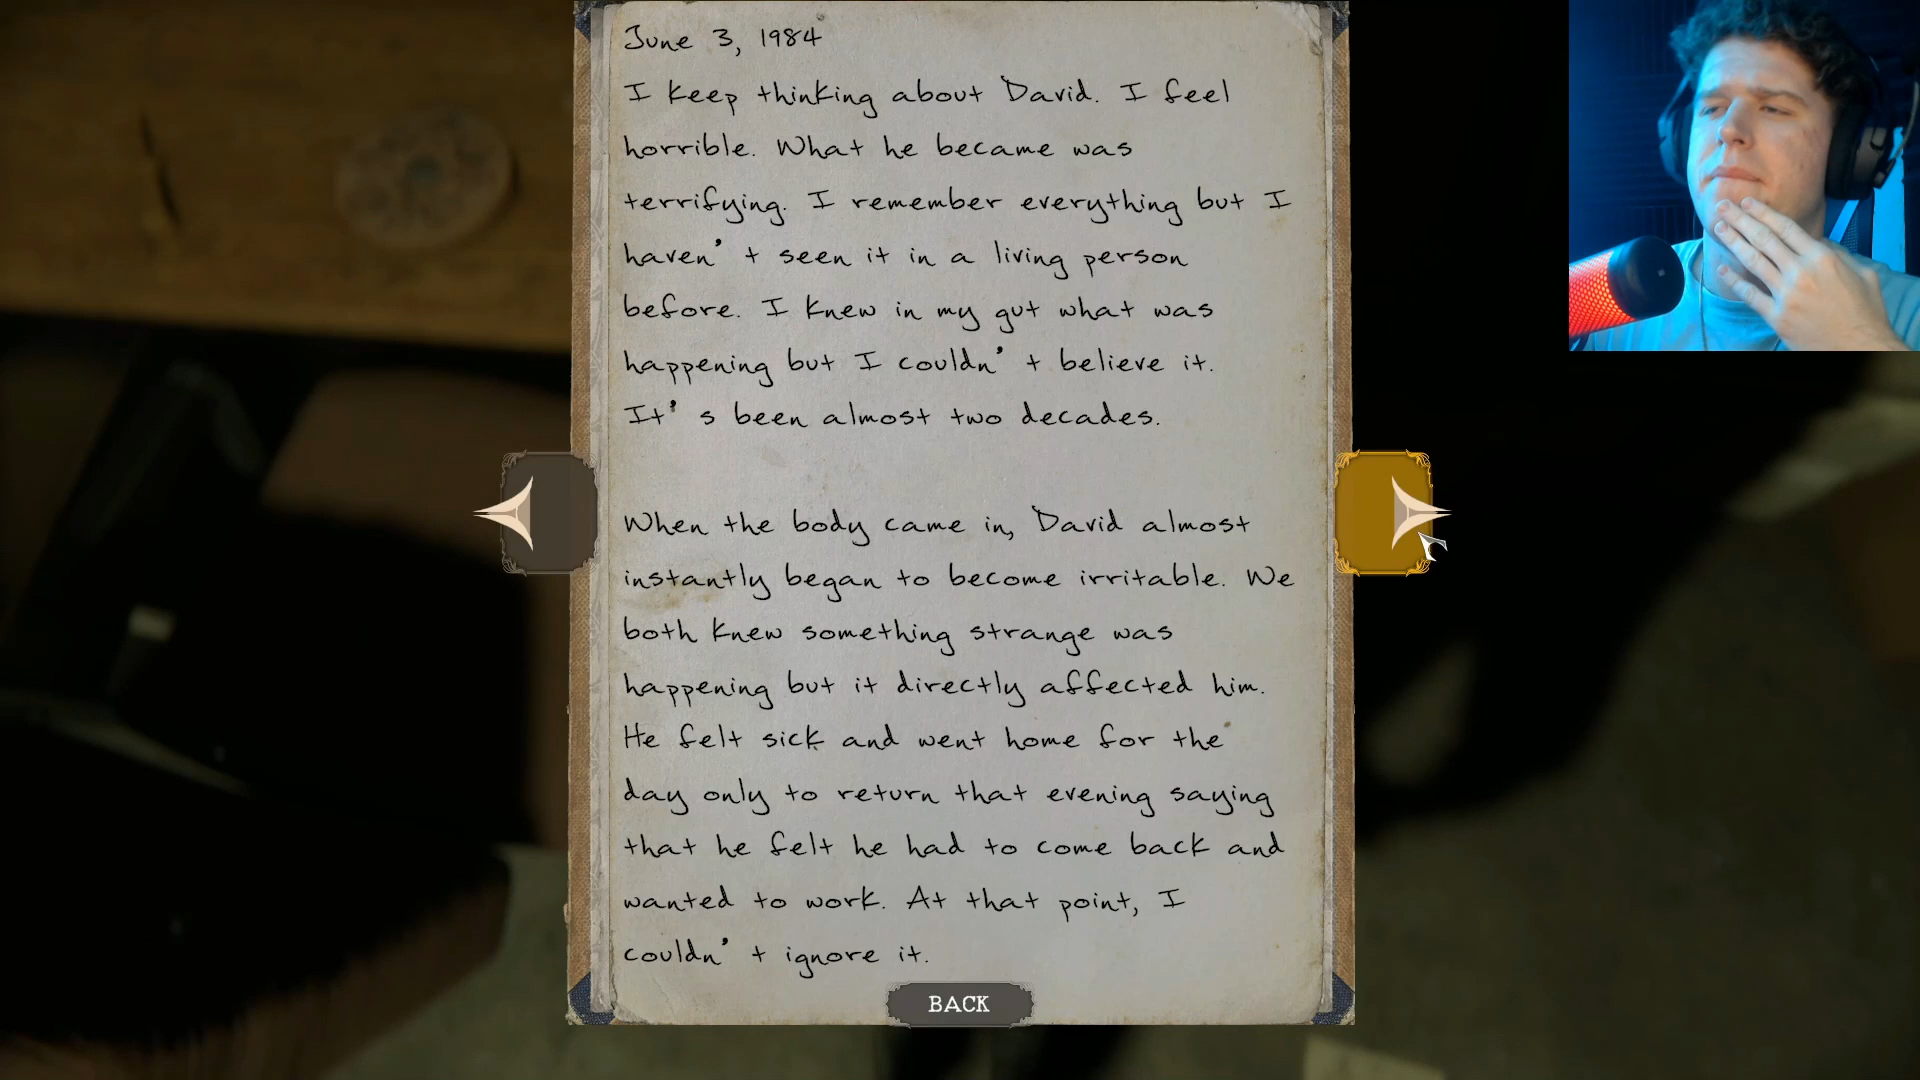 June 3, 1984
I keep thinking about David. I feel
horrible. What he became was
terrifying. I remember everything but I
haven't seen it in a living person
before. I knew in my gut what was
happening but I couldn't believe it.
It's been almost two decades.
When the body came in, David almost
instantly began to become irritable. We
both knew something strange was
happening but it directly affected him.
He felt sick and went home for the
day only to return that evening saying
that he felt he had to come back and
wanted to work. At that point, I
couldn't ignore it.
BACK